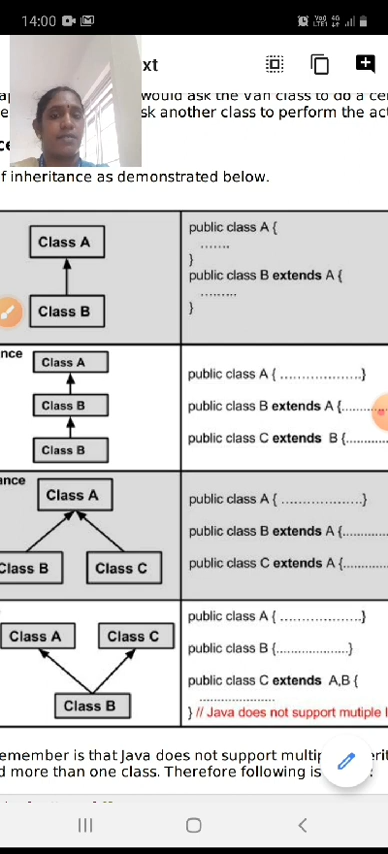 14:00
xt
would ask the van class to do a
sk another class to perform the
f inheritance as demonstrated below.
Class A
Class B
public class A {
.......
}
public class B extends A {
.........
}
nce
Class A
Class B
Class B
public class A { ....................}
public class B extends A {........
public class C extends B {........
ance
Class A
Class B
Class C
public class A { ....................}
public class B extends A {........
public class C extends A {........
Class A
Class C
Class B
public class A { ....................}
public class B {..................}
public class C extends A,B {
....................
} // Java does not support mutiple I
emember is that Java does not support
d more than one class. Therefore following is